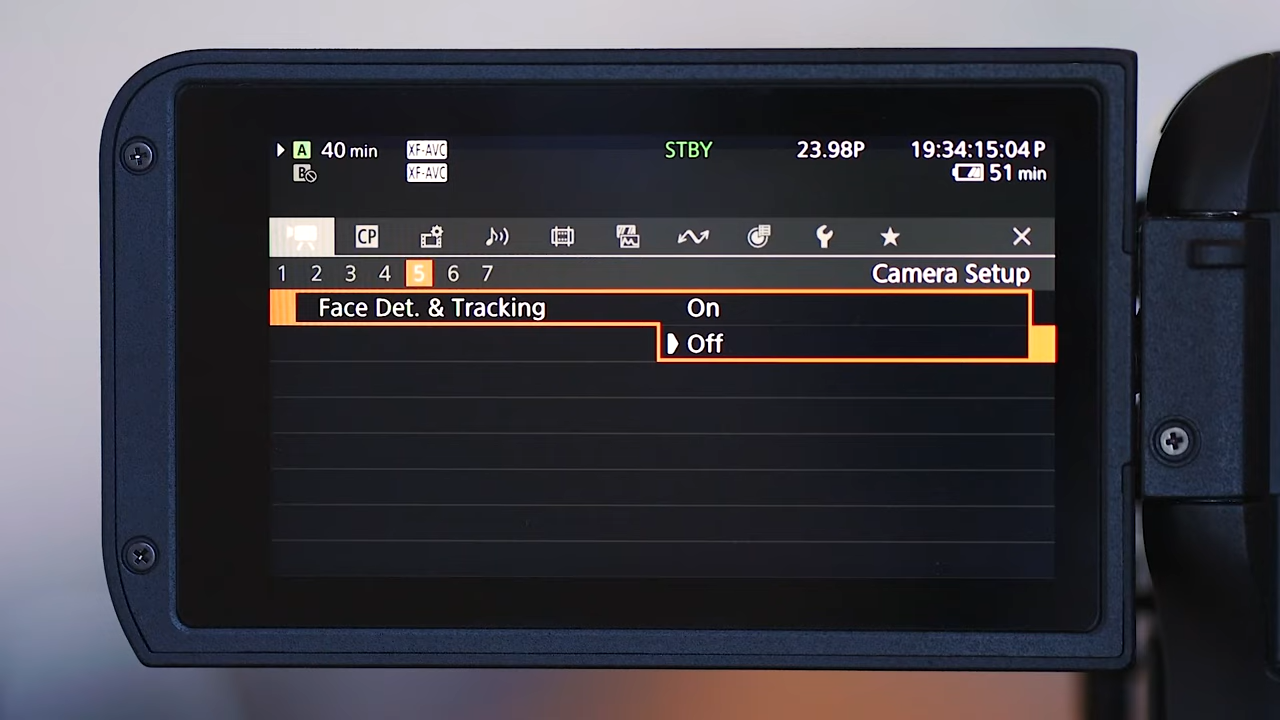 A 40 min XF-AVC STBY 23.98P 19:34:15:04 P
B XF-AVC 51 min
CP
1 2 3 4 5 6 7 Camera Setup
Face Det. & Tracking On
Off